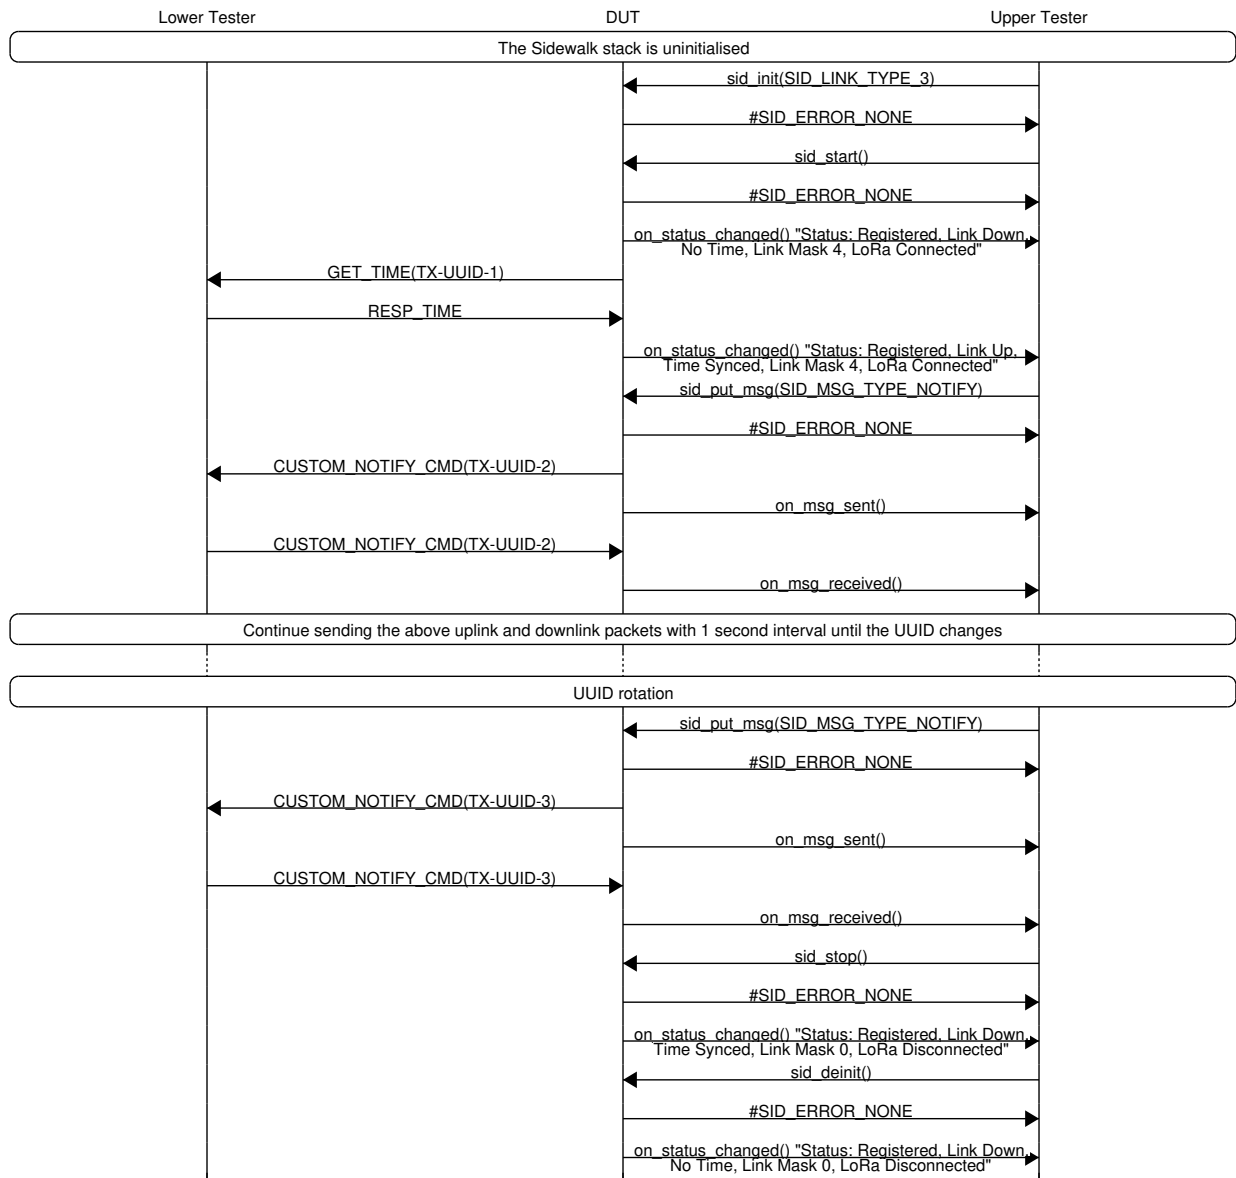 Lower Tester
DUT
Upper Tester
The Sidewalk stack is uninitialised
sid_init(SID_LINK_TYPE_3)
#SID_ERROR_NONE
sid_start()
#SID_ERROR_NONE
on_status_changed() "Status: Registered, Link Down,
No Time, Link Mask 4, LoRa Connected"
GET_TIME(TX-UUID-1)
RESP_TIME
on_status_changed() "Status: Registered, Link Up,
Time Synced, Link Mask 4, LoRa Connected"
sid_put_msg(SID_MSG_TYPE_NOTIFY)
#SID_ERROR_NONE
CUSTOM_NOTIFY_CMD(TX-UUID-2)
on_msg_sent()
CUSTOM_NOTIFY_CMD(TX-UUID-2)
on_msg_received()
Continue sending the above uplink and downlink packets with 1 second interval until the UUID changes
UUID rotation
sid_put_msg(SID_MSG_TYPE_NOTIFY)
#SID_ERROR_NONE
CUSTOM_NOTIFY_CMD(TX-UUID-3)
on_msg_sent()
CUSTOM_NOTIFY_CMD(TX-UUID-3)
on_msg_received()
sid_stop()
#SID_ERROR_NONE
on_status_changed() "Status: Registered, Link Down,
Time Synced, Link Mask 0, LoRa Disconnected"
sid_deinit()
#SID_ERROR_NONE
on_status_changed() "Status: Registered, Link Down,
No Time, Link Mask 0, LoRa Disconnected"